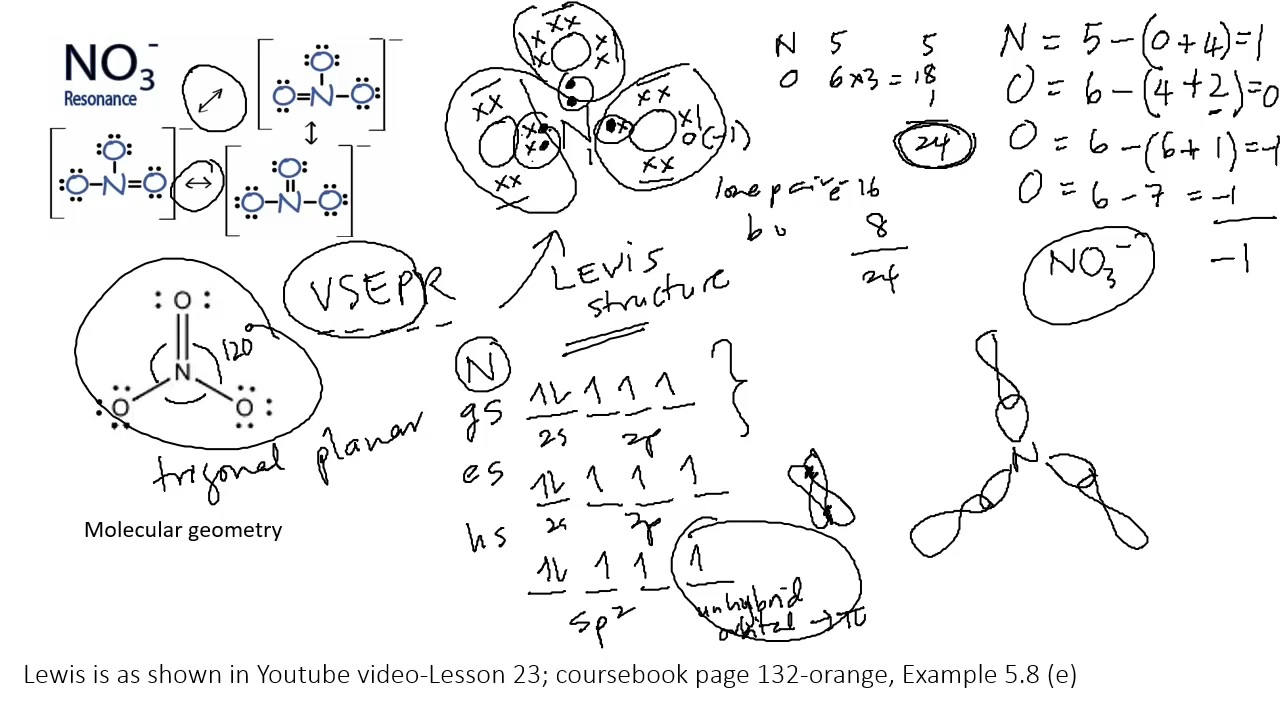 NO3-
Resonance
N 5 5
O 6x3 = 18
1
24
lone pair e- 16
8
24
N = 5-(0+4)=1
O = 6-(4+2)=0
O = 6-(6+1)=-1
O = 6-7 = -1
-1
NO3-
O (-1)
VSEPR
LEWIS
structure
:O:
N
O
O
120°
trigonal planar
Molecular geometry
N
gs
2s 2p
es
2s 2p
hs
sp2
unhybrid
orbital → π
N
Lewis is as shown in Youtube video-Lesson 23; coursebook page 132-orange, Example 5.8 (e)